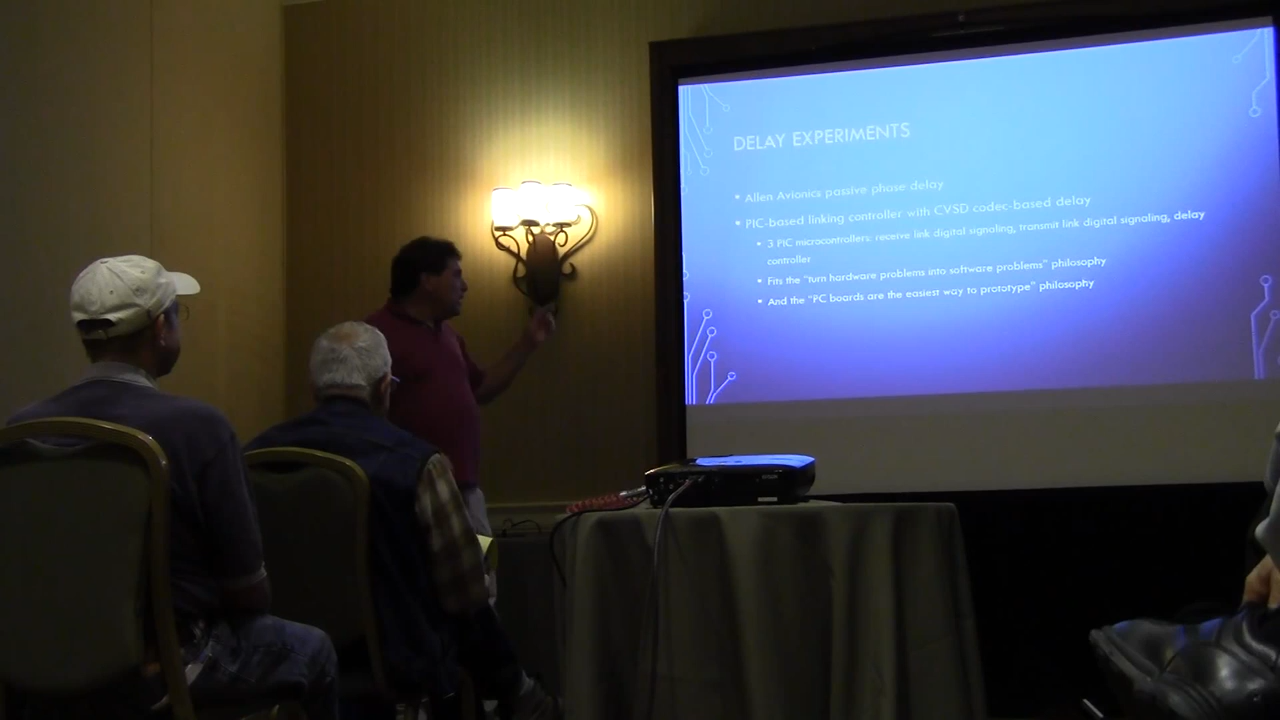 DELAY EXPERIMENTS
▪ Allen Avionics passive phase delay
▪ PIC-based linking controller with CVSD codec-based delay
▪ 3 PIC microcontrollers: receive link digital signaling, transmit link digital signaling, delay
controller
▪ Fits the "turn hardware problems into software problems" philosophy
▪ And the "PC boards are the easiest way to prototype" philosophy